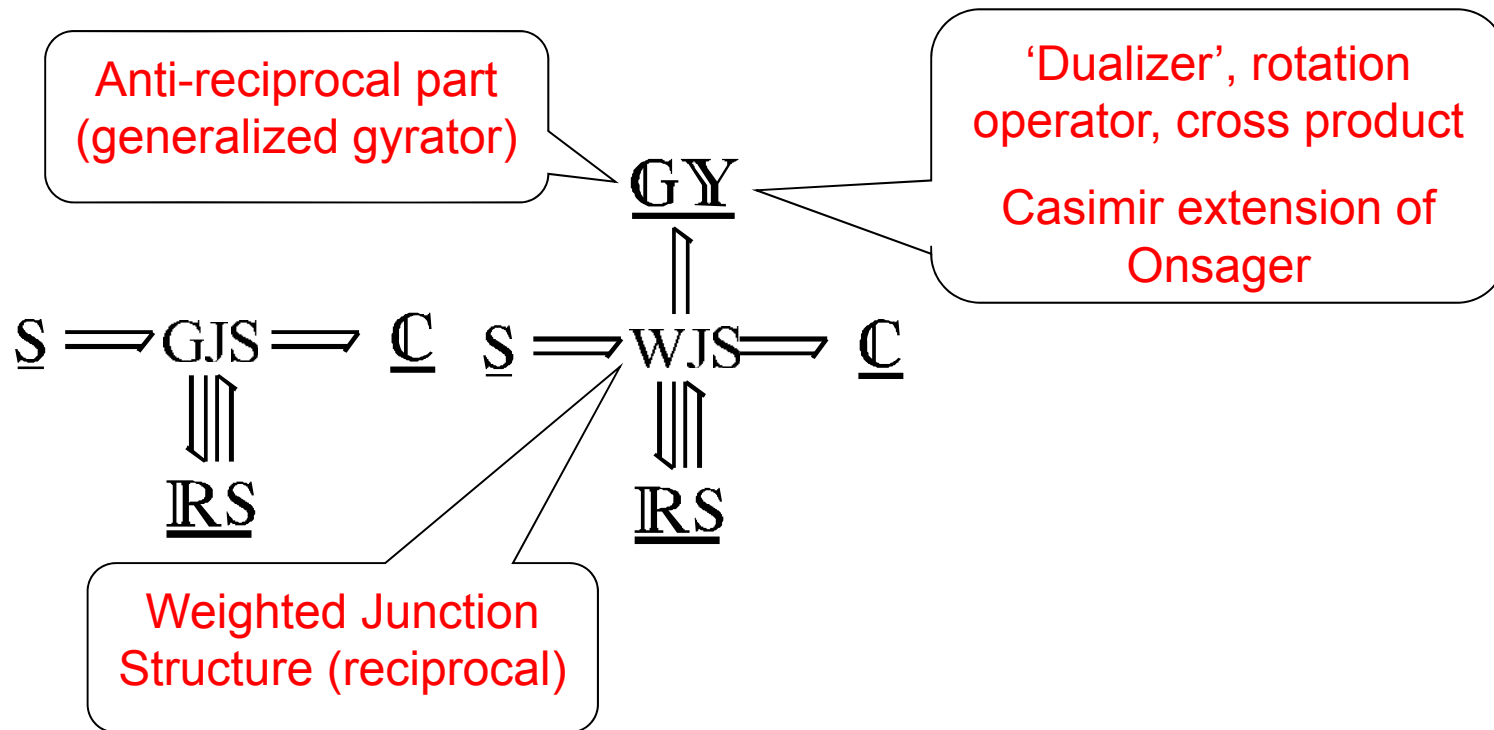 Anti-reciprocal part
(generalized gyrator)
‘Dualizer’, rotation
operator, cross product
Casimir extension of
Onsager
GY
S GJS C S WJS C
RS RS
Weighted Junction
Structure (reciprocal)